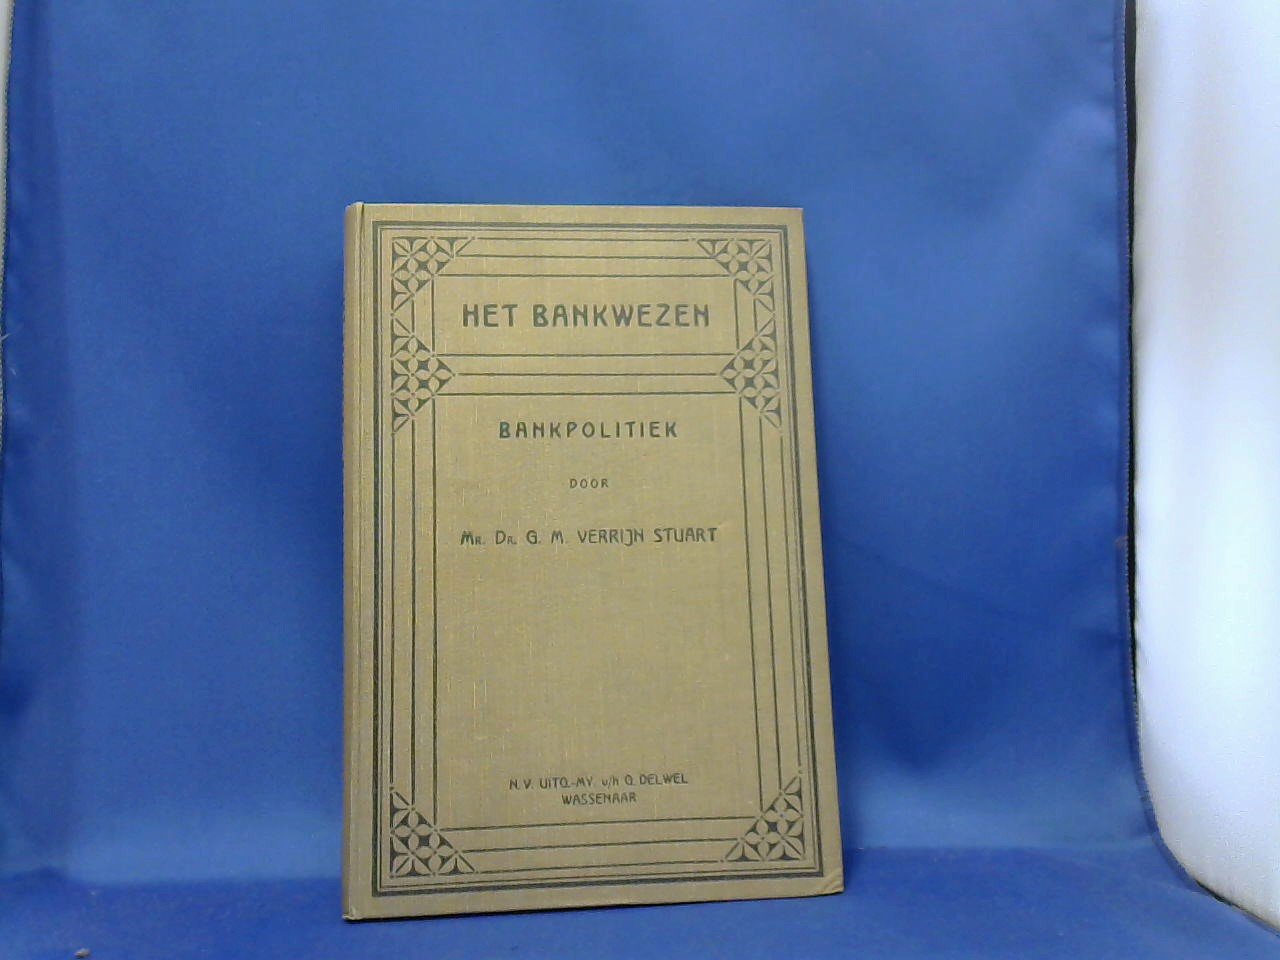 HET BANKWEZEN
BANKPOLITIEK
DOOR
MR. DR. G. M. VERRIJN STUART
N.V. UITG.-MY. v/h G. DELWEL
WASSENAAR